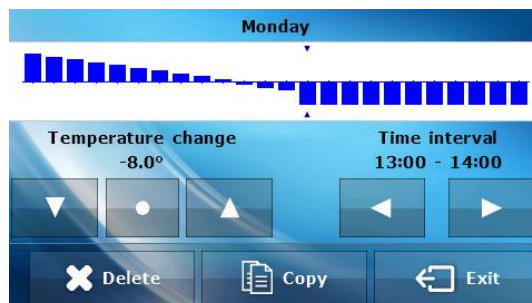 Monday
Temperature change
-8.0°
Time interval
13:00 - 14:00
Delete
Copy
Exit